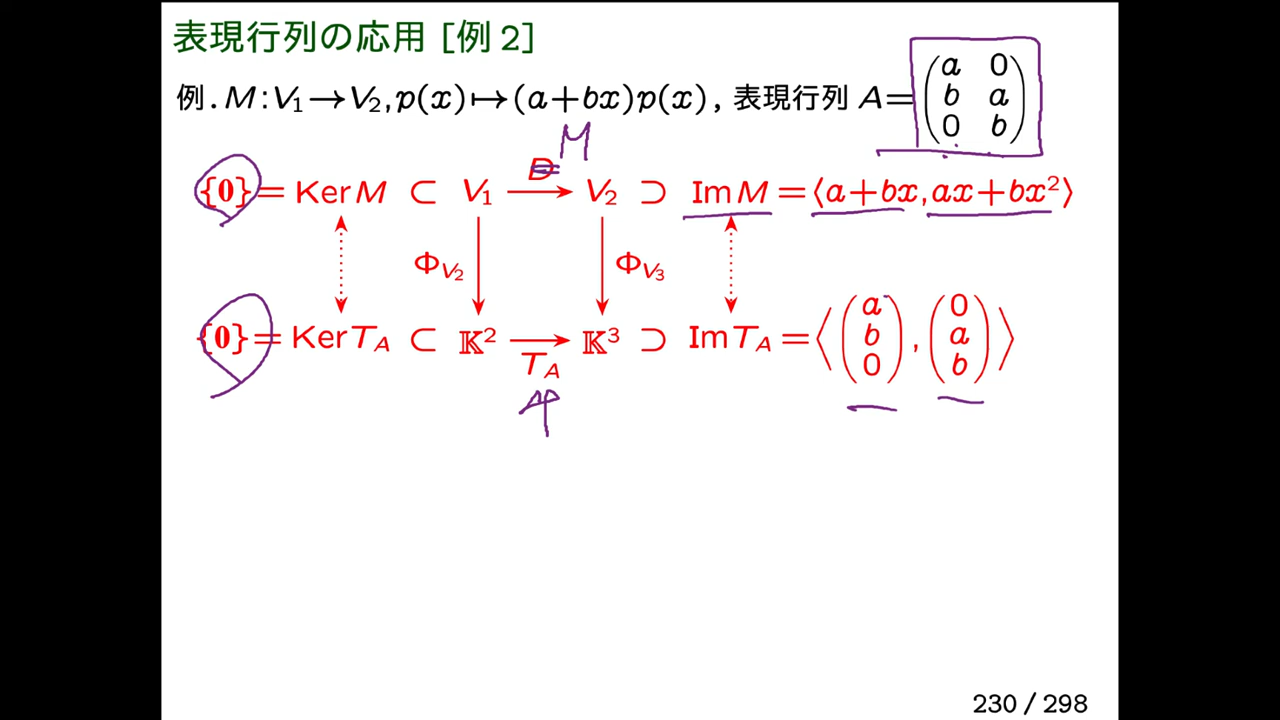 表現行列の応用 [例 2]
例. M:V₁→V₂,p(x)↦(a+bx)p(x), 表現行列 A=(a 0
b a
0 b)
M
{0}=Ker M ⊂ V₁ D→ V₂ ⊃ Im M=⟨a+bx,ax+bx²⟩
Φ_{V₂} Φ_{V₃}
{0}=Ker T_A ⊂ 𝕂² →T_A 𝕂³ ⊃ Im T_A=⟨(a b 0), (0 a b)⟩
230 / 298